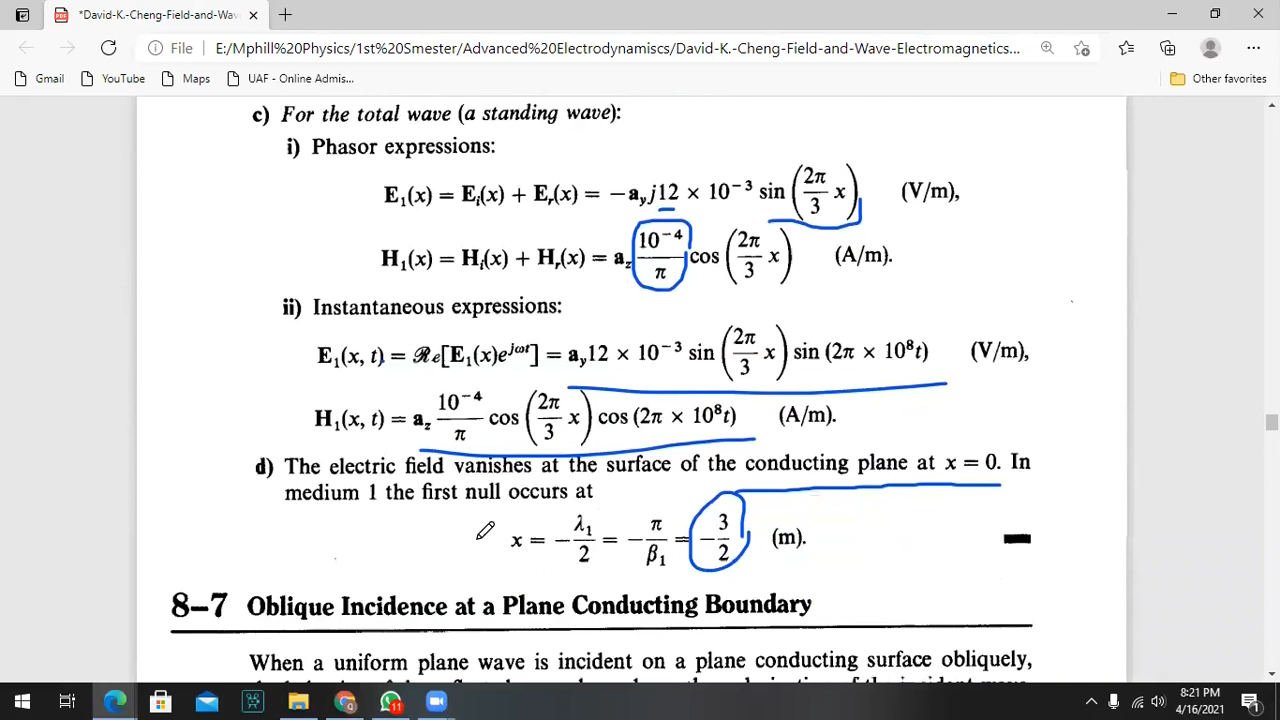 *David-K.-Cheng-Field-and-Wave-
File E:/Mphill%20Physics/1st%20Smester/Advanced%20Electrodynamiscs/David-K.-Cheng-Field-and-Wave-Electromagnetics...
Gmail YouTube Maps UAF - Online Admis... Other favorites
c) For the total wave (a standing wave):
i) Phasor expressions:
E₁(x) = Eᵢ(x) + Eᵣ(x) = −a_y j12 × 10⁻³ sin (2π/3 x) (V/m),
H₁(x) = Hᵢ(x) + Hᵣ(x) = a_z 10⁻⁴/π cos (2π/3 x) (A/m).
ii) Instantaneous expressions:
E₁(x, t) = ℛe[E₁(x)e^{jωt}] = a_y 12 × 10⁻³ sin (2π/3 x) sin (2π × 10⁸t) (V/m),
H₁(x, t) = a_z 10⁻⁴/π cos (2π/3 x) cos (2π × 10⁸t) (A/m).
d) The electric field vanishes at the surface of the conducting plane at x = 0. In
medium 1 the first null occurs at
x = −λ₁/2 = −π/β₁ = −3/2 (m).
8–7 Oblique Incidence at a Plane Conducting Boundary
When a uniform plane wave is incident on a plane conducting surface obliquely,
11
8:21 PM
4/16/2021